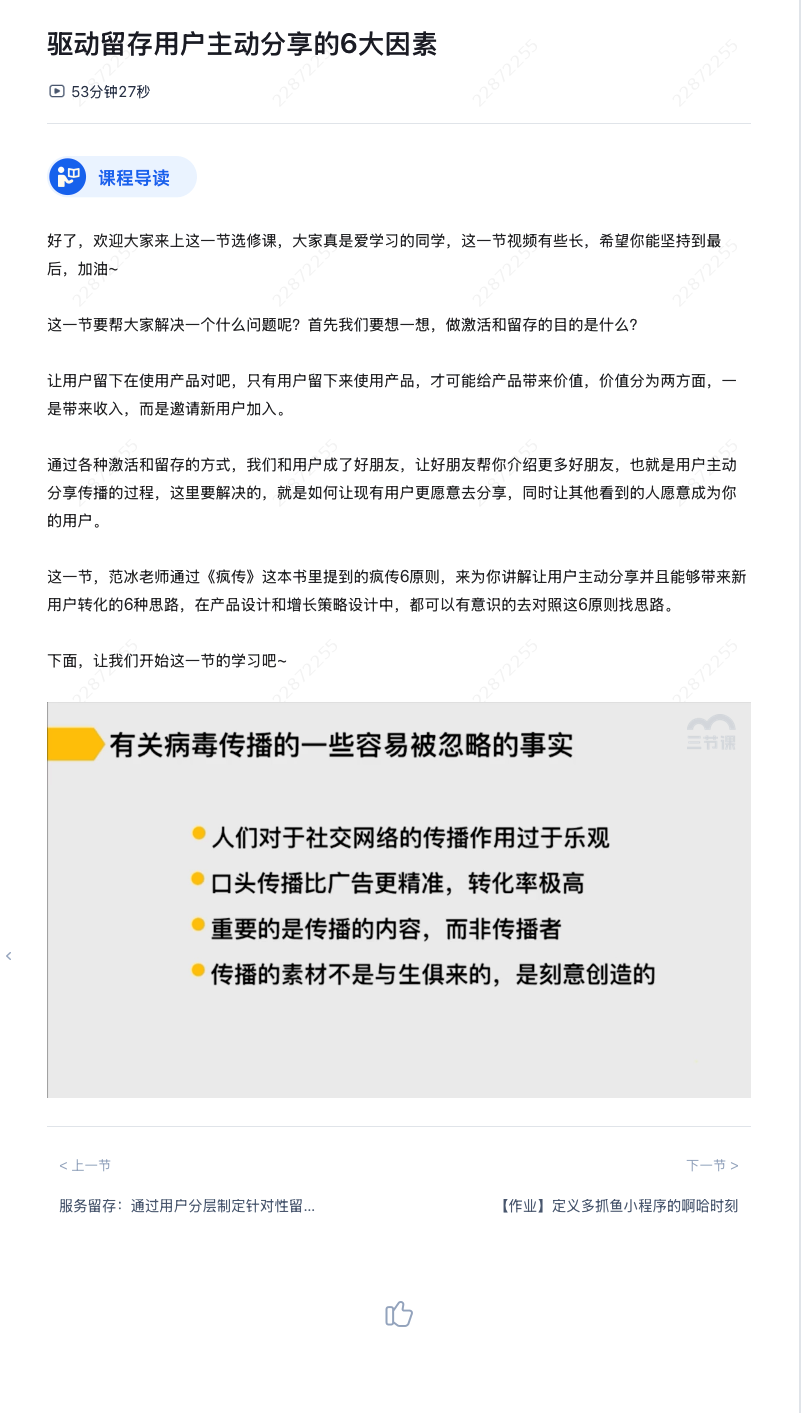 驱动留存用户主动分享的6大因素
53分钟27秒
课程导读
好了，欢迎大家来上这一节选修课，大家真是爱学习的同学，这一节视频有些长，希望你能坚持到最
后，加油~
这一节要帮大家解决一个什么问题呢？首先我们要想一想，做激活和留存的目的是什么？
让用户留下在使用产品对吧，只有用户留下来使用产品，才可能给产品带来价值，价值分为两方面，一
是带来收入，而是邀请新用户加入。
通过各种激活和留存的方式，我们和用户成了好朋友，让好朋友帮你介绍更多好朋友，也就是用户主动
分享传播的过程，这里要解决的，就是如何让现有用户更愿意去分享，同时让其他看到的人愿意成为你
的用户。
这一节，范冰老师通过《疯传》这本书里提到的疯传6原则，来为你讲解让用户主动分享并且能够带来新
用户转化的6种思路，在产品设计和增长策略设计中，都可以有意识的去对照这6原则找思路。
下面，让我们开始这一节的学习吧~
有关病毒传播的一些容易被忽略的事实
三节课
人们对于社交网络的传播作用过于乐观
口头传播比广告更精准，转化率极高
重要的是传播的内容，而非传播者
传播的素材不是与生俱来的，是刻意创造的
< 上一节
下一节 >
服务留存：通过用户分层制定针对性留...
【作业】定义多抓鱼小程序的啊哈时刻
22872255